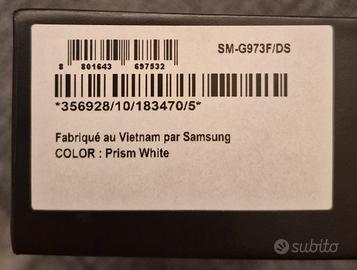 SM-G973F/DS
8 801643 697532
*356928/10/183470/5*
Fabriqué au Vietnam par Samsung
COLOR : Prism White
subito